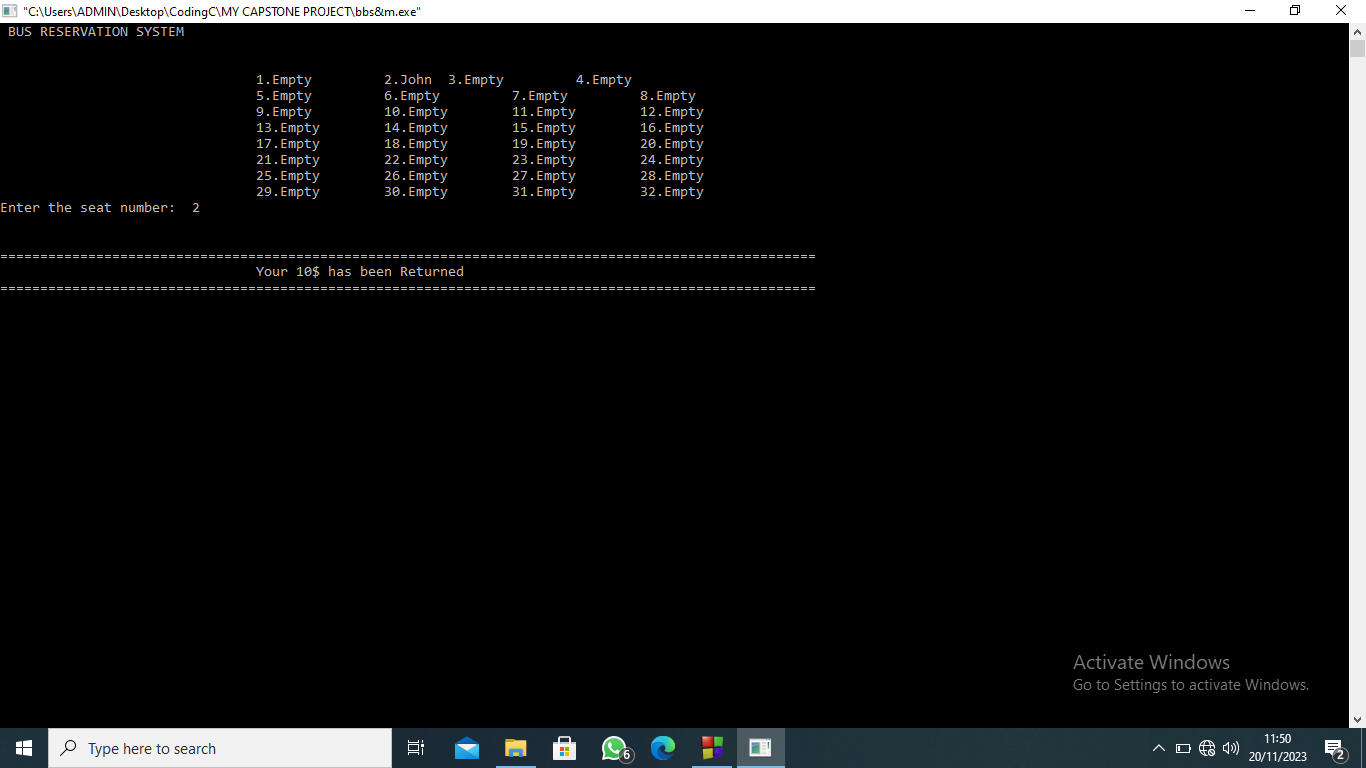 "C:\Users\ADMIN\Desktop\CodingC\MY CAPSTONE PROJECT\bbs&m.exe"
BUS RESERVATION SYSTEM
1.Empty 2.John 3.Empty 4.Empty
5.Empty 6.Empty 7.Empty 8.Empty
9.Empty 10.Empty 11.Empty 12.Empty
13.Empty 14.Empty 15.Empty 16.Empty
17.Empty 18.Empty 19.Empty 20.Empty
21.Empty 22.Empty 23.Empty 24.Empty
25.Empty 26.Empty 27.Empty 28.Empty
29.Empty 30.Empty 31.Empty 32.Empty
Enter the seat number: 2
======================================================================================================
Your 10$ has been Returned
======================================================================================================
Activate Windows
Go to Settings to activate Windows.
Type here to search
6
11:50
20/11/2023
2